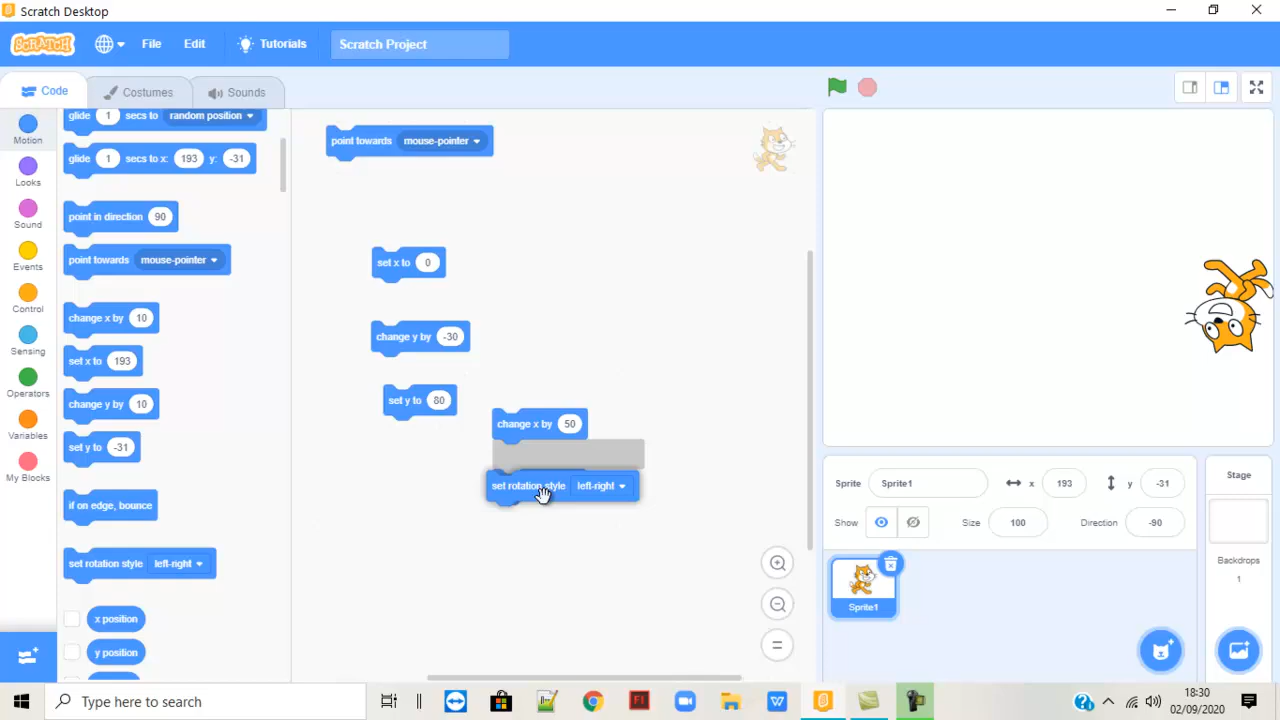 Scratch Desktop
SCRATCH File Edit Tutorials Scratch Project
Code Costumes Sounds
Motion
Looks
Sound
Events
Control
Sensing
Operators
Variables
My Blocks
glide 1 secs to random position
glide 1 secs to x: 193 y: -31
point in direction 90
point towards mouse-pointer
change x by 10
set x to 193
change y by 10
set y to -31
if on edge, bounce
set rotation style left-right
x position
y position
point towards mouse-pointer
set x to 0
change y by -30
set y to 80
change x by 50
set rotation style left-right
Sprite Sprite1 x 193 y -31
Show Size 100 Direction -90
Sprite1
Stage
Backdrops
1
Type here to search
18:30
02/09/2020